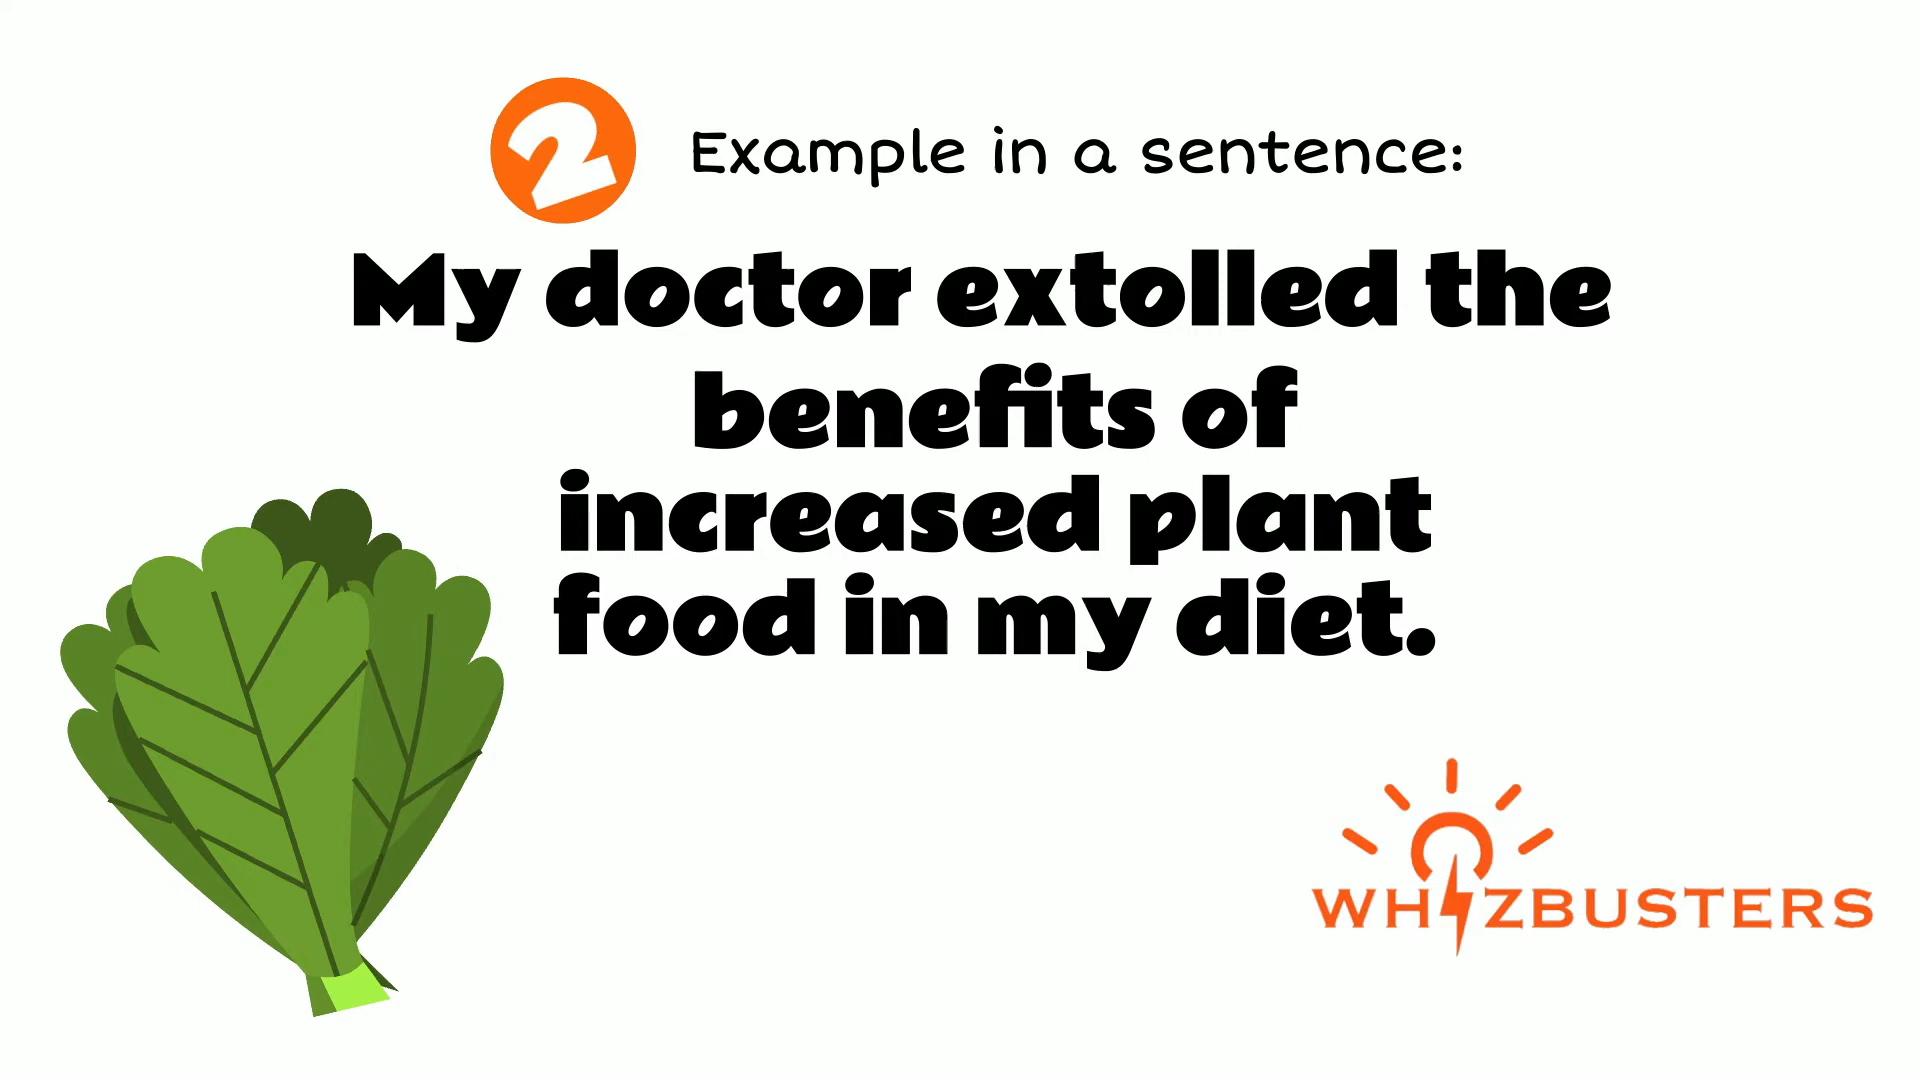 2 Example in a sentence:
My doctor extolled the
benefits of
increased plant
food in my diet.
WHIZBUSTERS